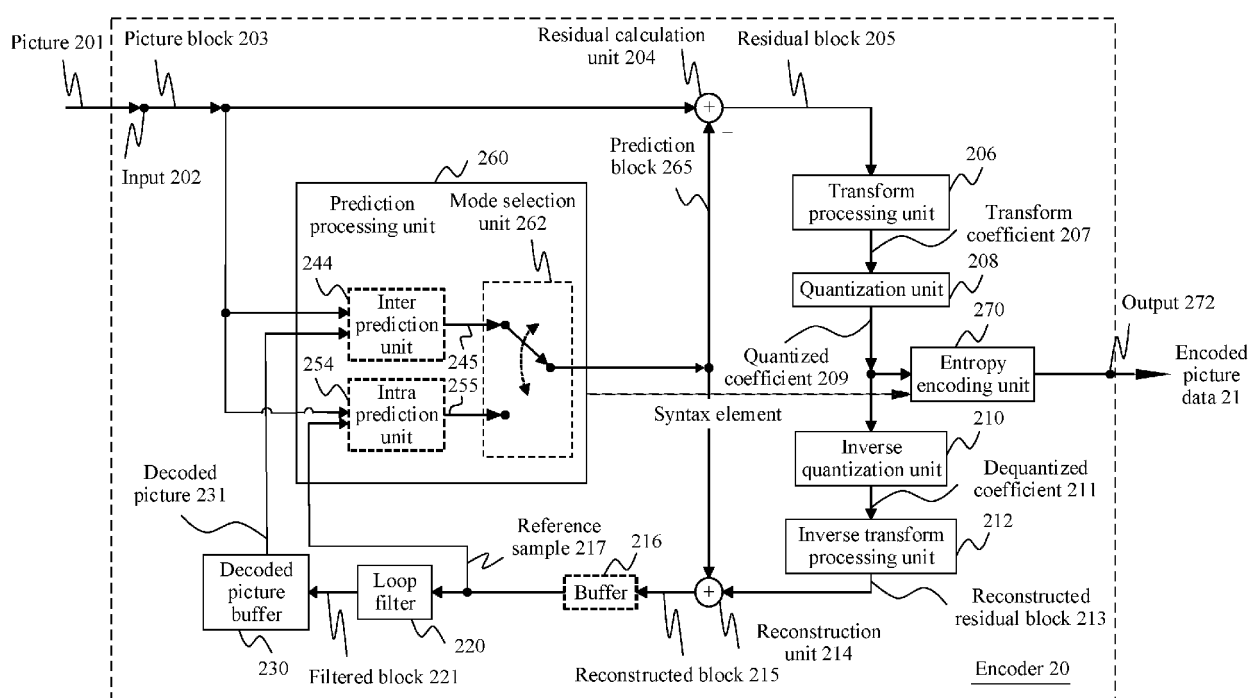 Picture 201
Picture block 203
Residual calculation
unit 204
Residual block 205
+
−
Input 202
260
Prediction
block 265
206
Prediction
processing unit
Mode selection
unit 262
Transform
processing unit
Transform
coefficient 207
244
Inter
prediction
unit
245
208
Quantization unit
Output 272
270
Quantized
coefficient 209
Entropy
encoding unit
Encoded
picture
data 21
254
Intra
prediction
unit
255
Syntax element
210
Inverse
quantization unit
Decoded
picture 231
Dequantized
coefficient 211
Reference
sample 217
216
212
Inverse transform
processing unit
Decoded
picture
buffer
Loop
filter
Buffer
+
230
220
Filtered block 221
Reconstructed block 215
Reconstruction
unit 214
Reconstructed
residual block 213
Encoder 20